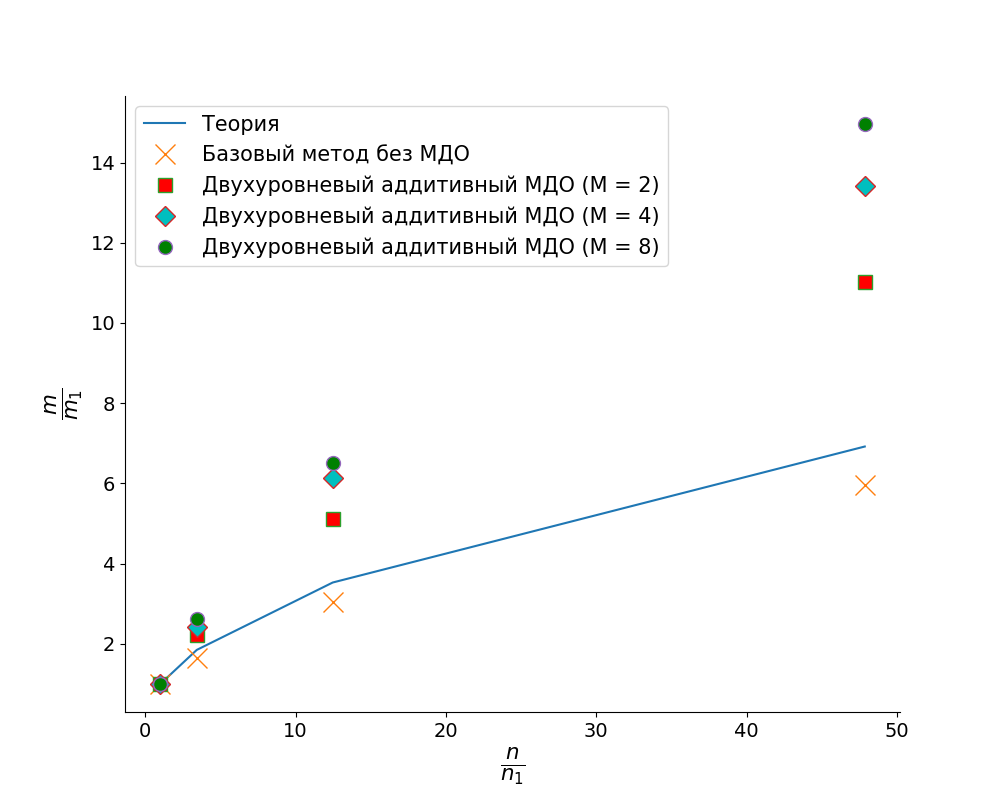 Теория
Базовый метод без МДО
Двухуровневый аддитивный МДО (M = 2)
Двухуровневый аддитивный МДО (M = 4)
Двухуровневый аддитивный МДО (M = 8)
14
12
10
8
6
4
2
m
m₁
0 10 20 30 40 50
n
n₁